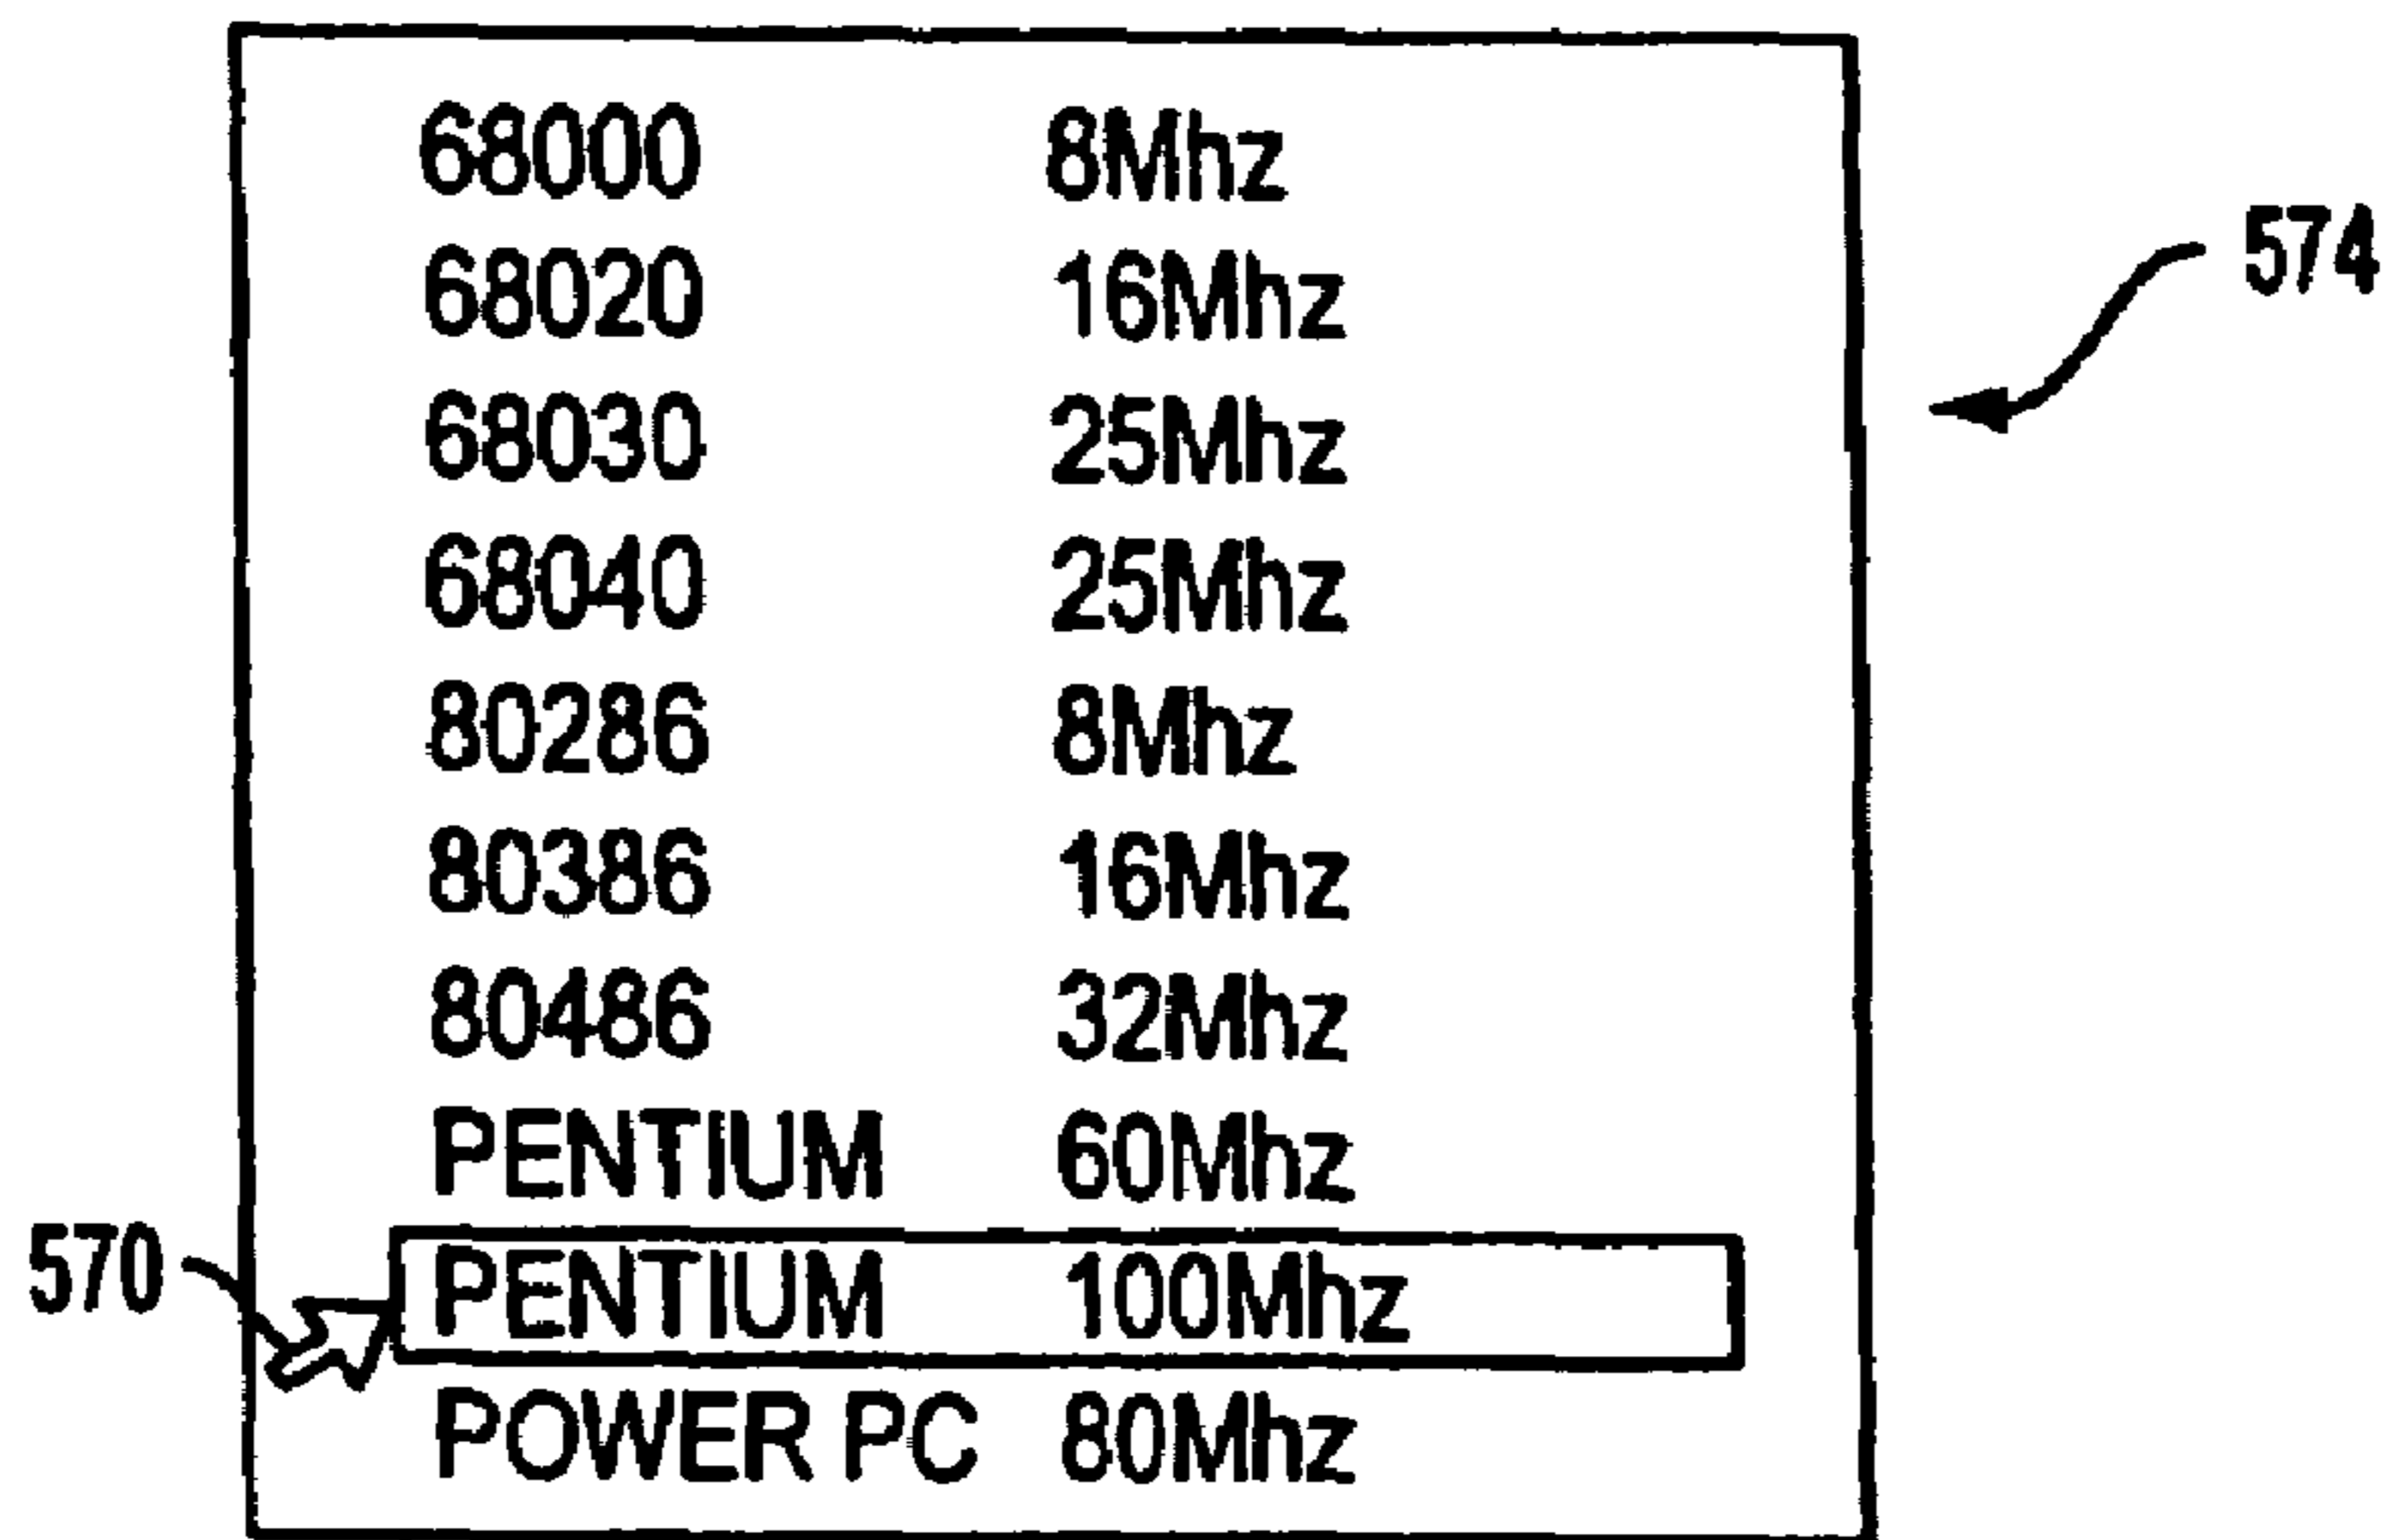 68000 8Mhz
68020 16Mhz
574
68030 25Mhz
68040 25Mhz
80286 8Mhz
80386 16Mhz
80486 32Mhz
PENTIUM 60Mhz
570
PENTIUM 100Mhz
POWER PC 80Mhz